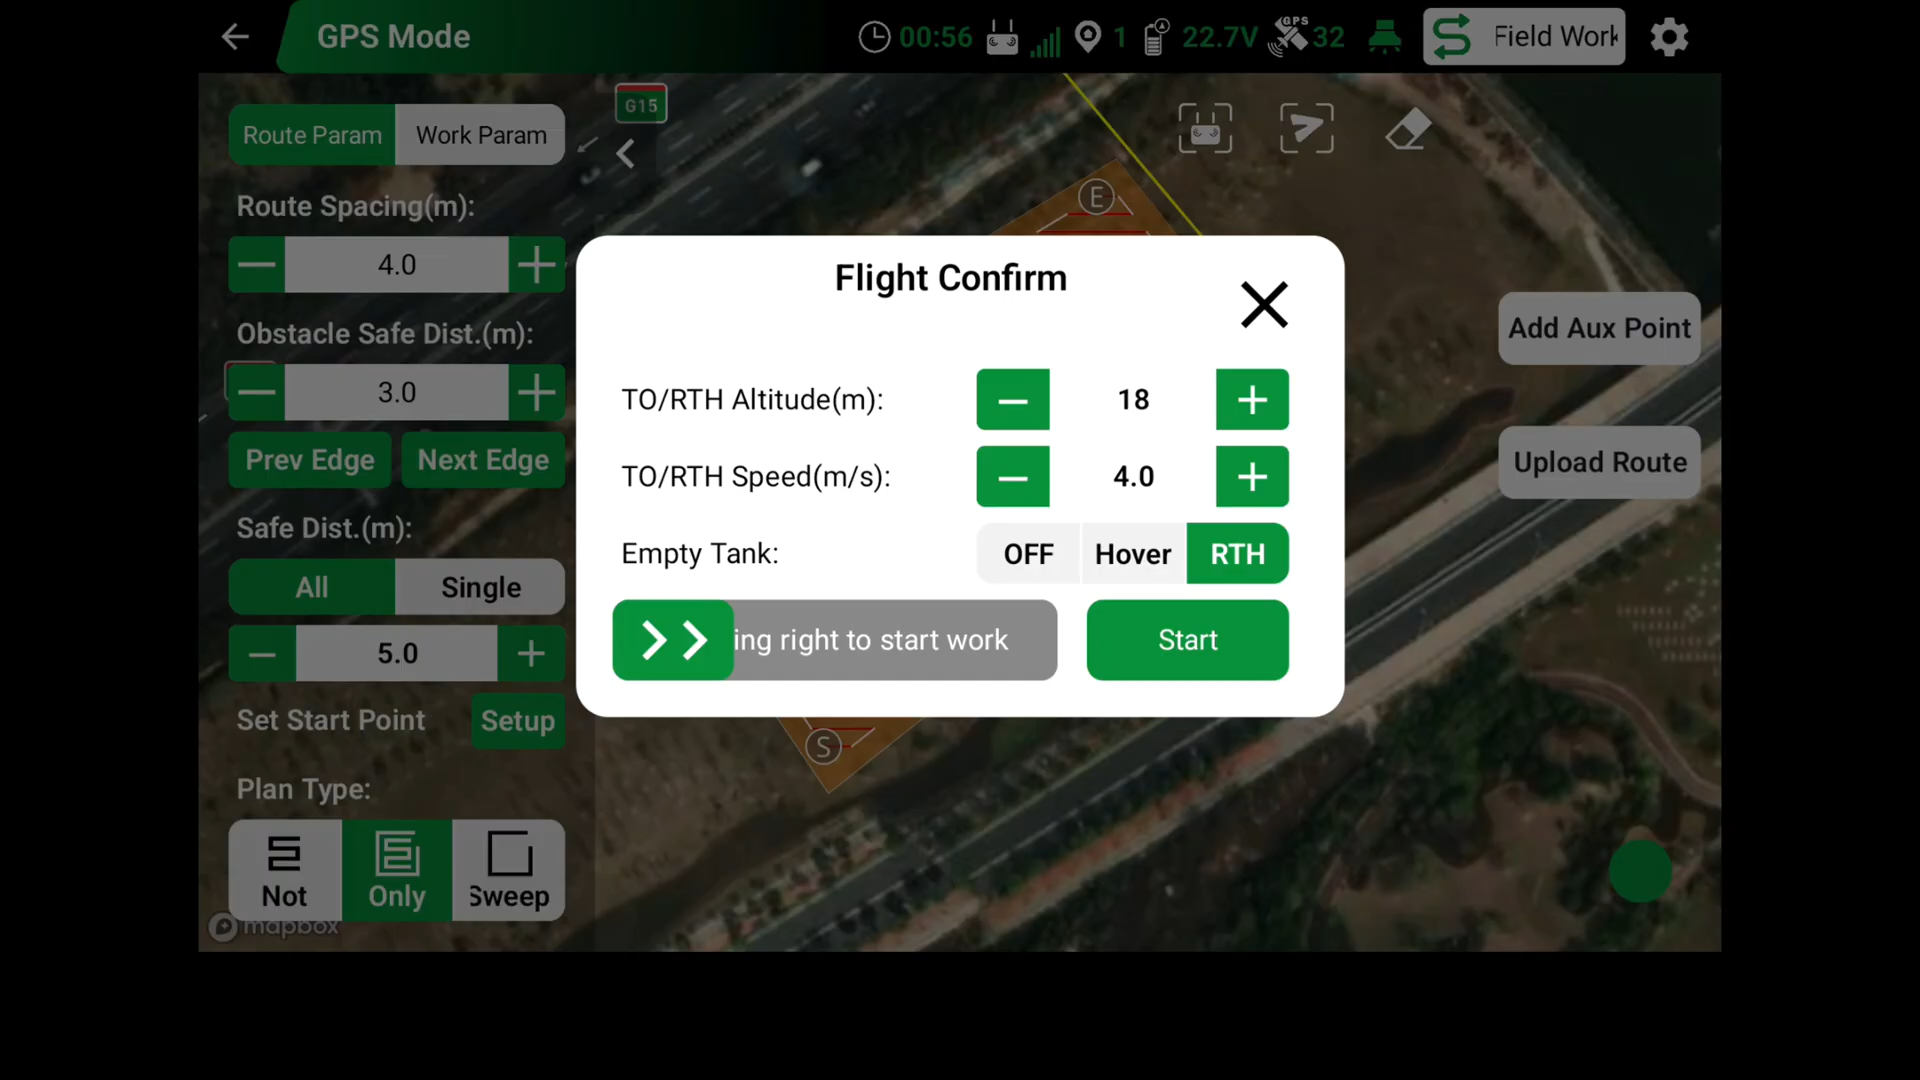 GPS Mode
00:56
1
22.7V
GPS
32
Field Work
Route Param
Work Param
G15
Route Spacing(m):
4.0
Obstacle Safe Dist.(m):
3.0
Prev Edge
Next Edge
Safe Dist.(m):
All
Single
5.0
Set Start Point
Setup
Plan Type:
Not
Only
Sweep
mapbox
E
S
Flight Confirm
TO/RTH Altitude(m):
18
TO/RTH Speed(m/s):
4.0
Empty Tank:
OFF
Hover
RTH
ing right to start work
Start
Add Aux Point
Upload Route